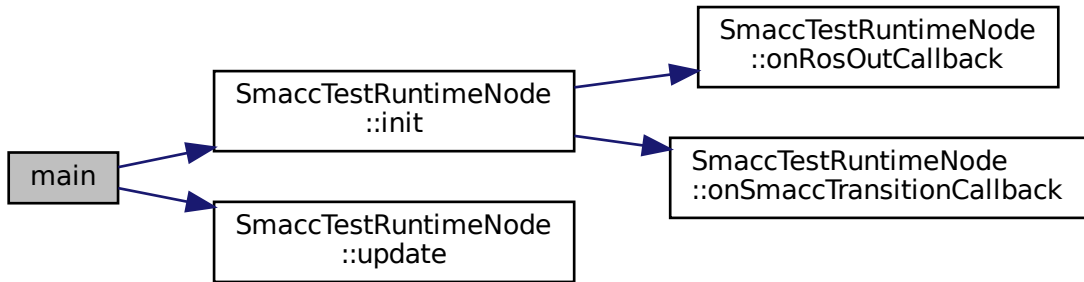 main
SmaccTestRuntimeNode
::init
SmaccTestRuntimeNode
::update
SmaccTestRuntimeNode
::onRosOutCallback
SmaccTestRuntimeNode
::onSmaccTransitionCallback